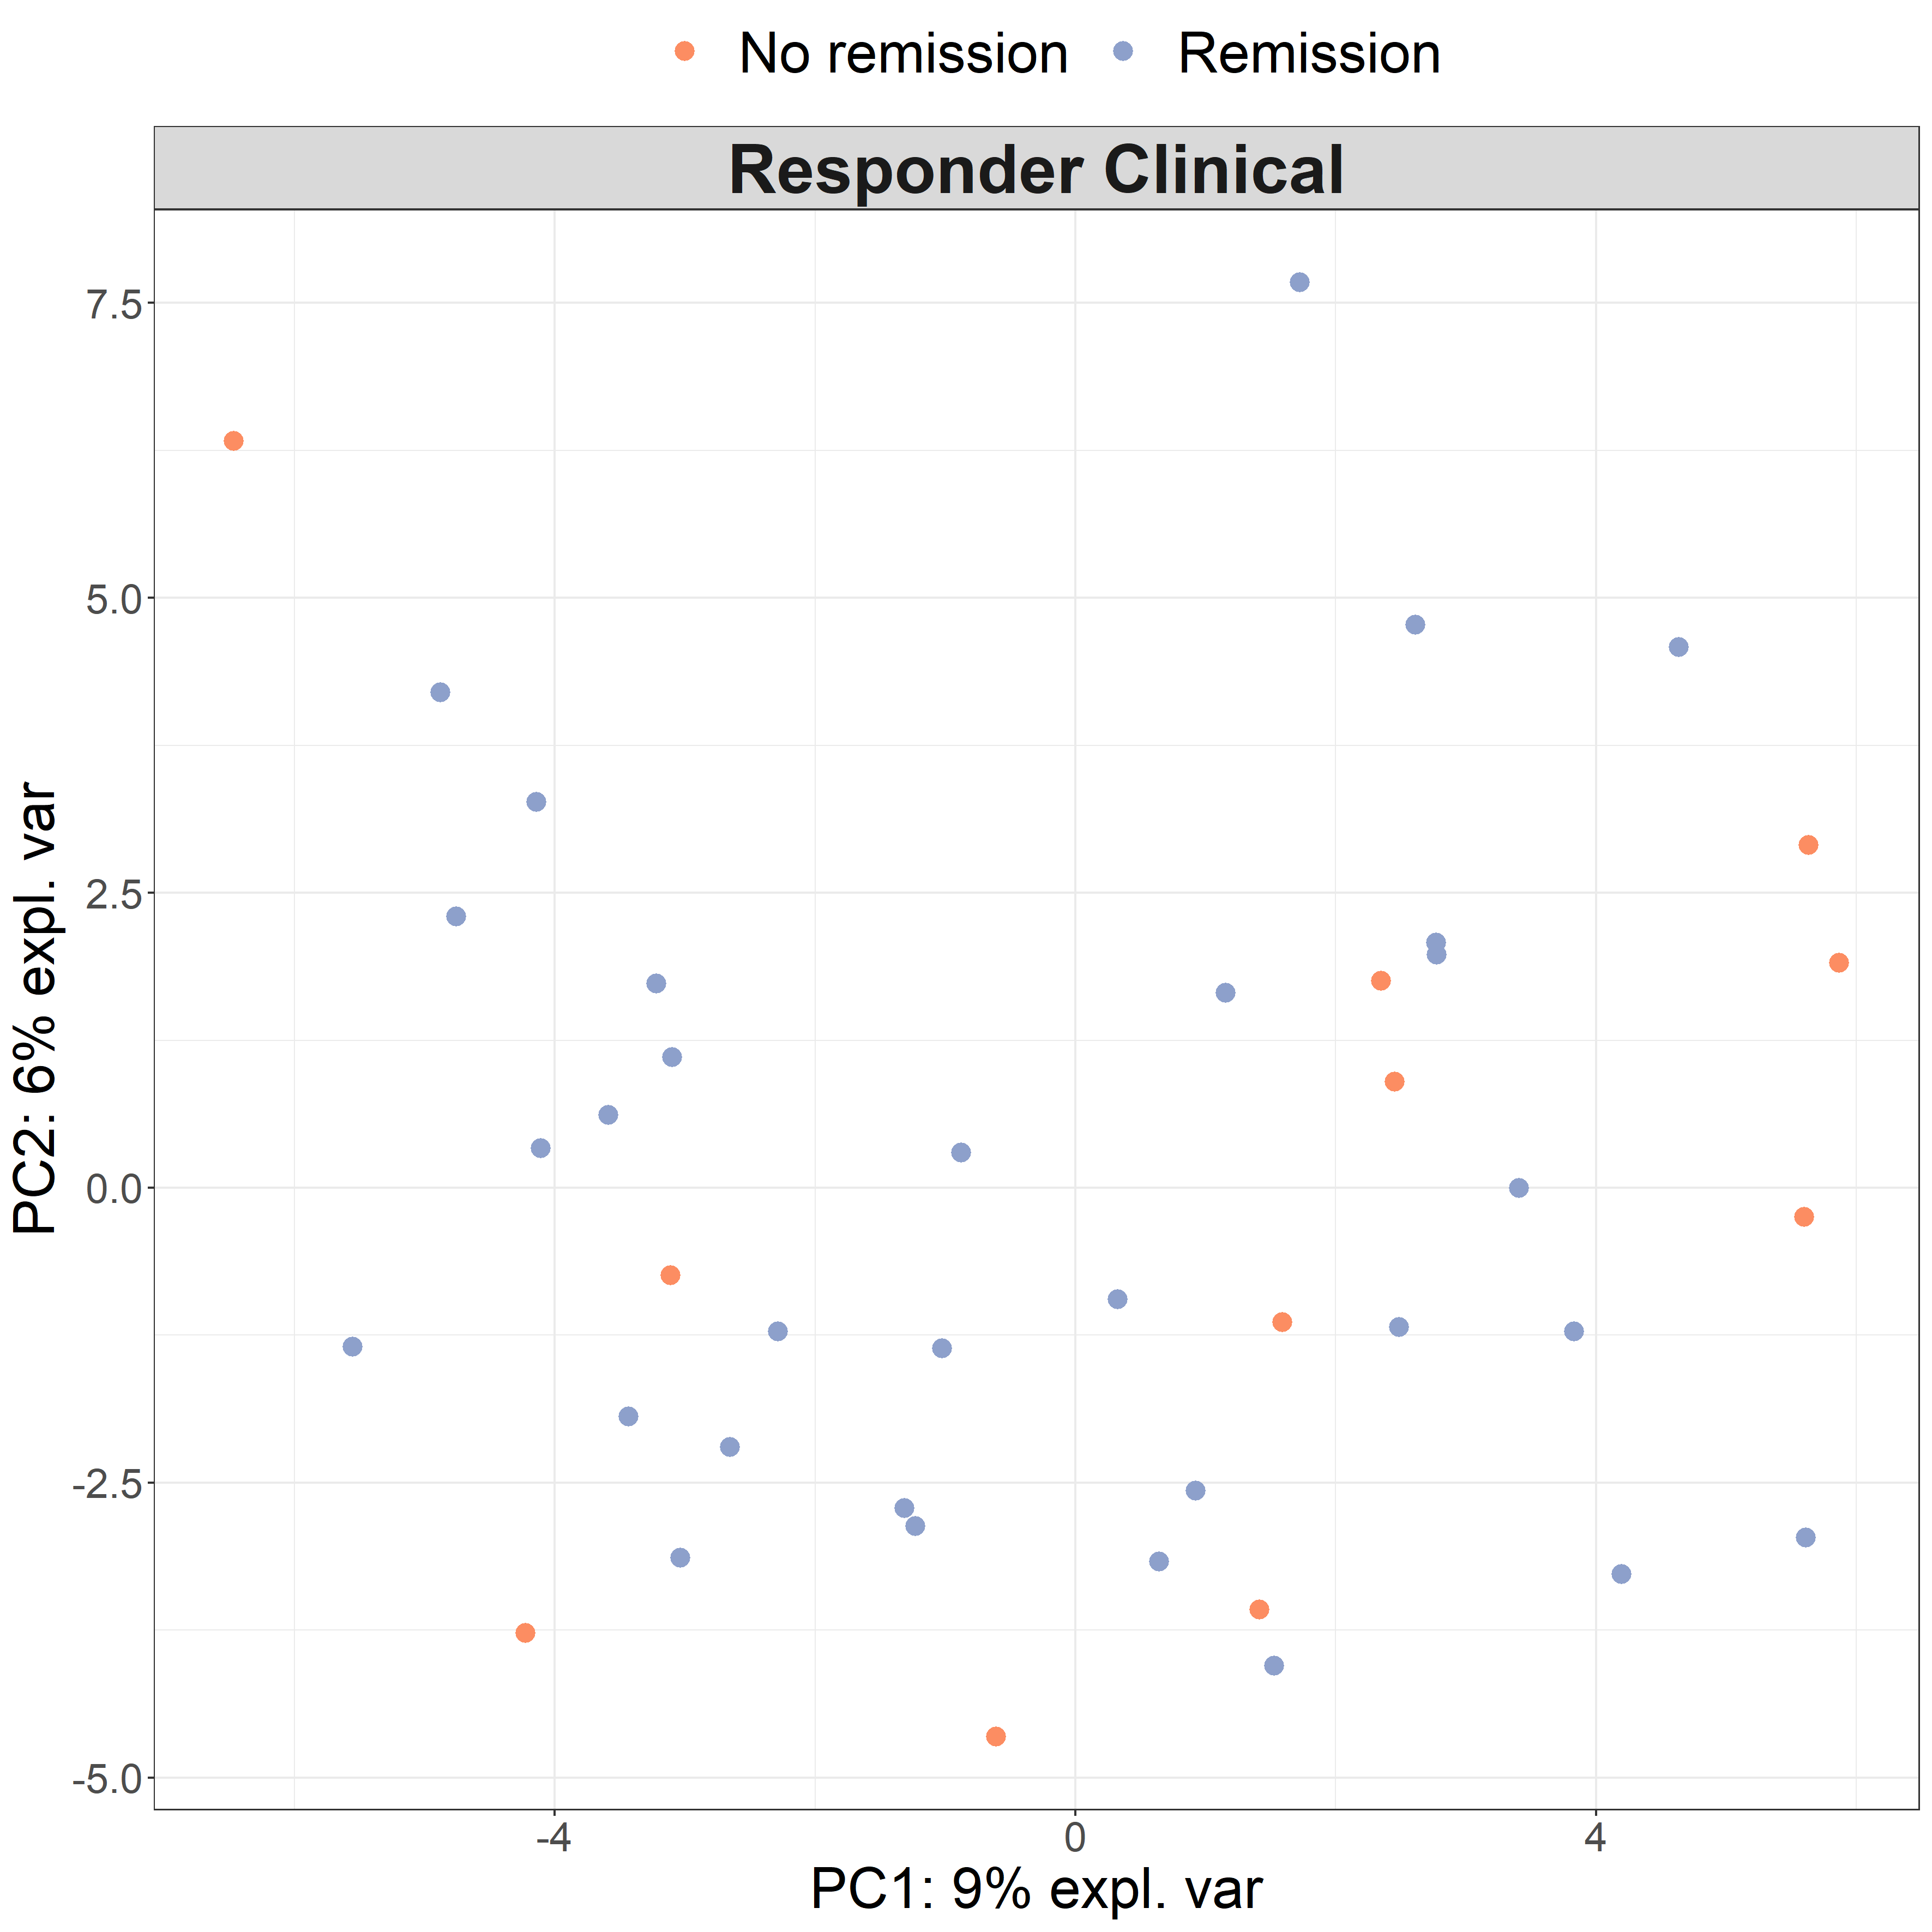 No remission Remission
Responder Clinical
7.5
5.0
2.5
0.0
-2.5
-5.0
PC2: 6% expl. var
-4 0 4
PC1: 9% expl. var